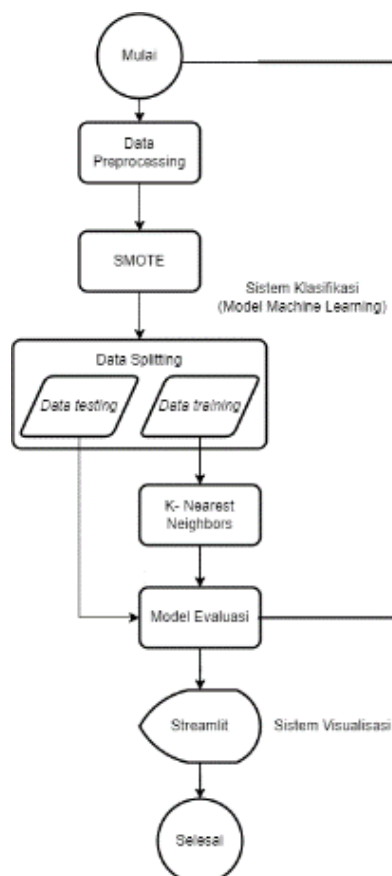 Mulai
Data
Preprocessing
SMOTE
Sistem Klasifikasi
(Model Machine Learning)
Data Splitting
Data testing
Data training
K- Nearest
Neighbors
Model Evaluasi
Streamlit
Sistem Visualisasi
Selesai